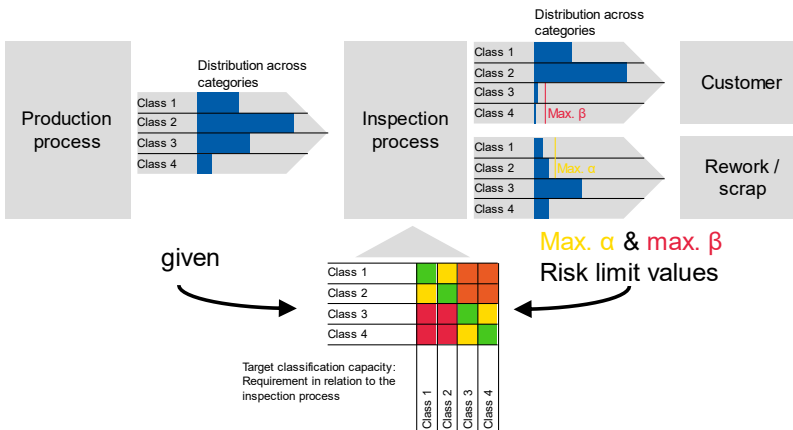 Production
process
Distribution across
categories
Class 1
Class 2
Class 3
Class 4
Inspection
process
Distribution across
categories
Class 1
Class 2
Class 3
Class 4
Max. β
Customer
Class 1
Class 2
Class 3
Class 4
Max. α
Rework /
scrap
given
Max. α & max. β
Risk limit values
Class 1
Class 2
Class 3
Class 4
Target classification capacity:
Requirement in relation to the
inspection process
Class 1
Class 2
Class 3
Class 4